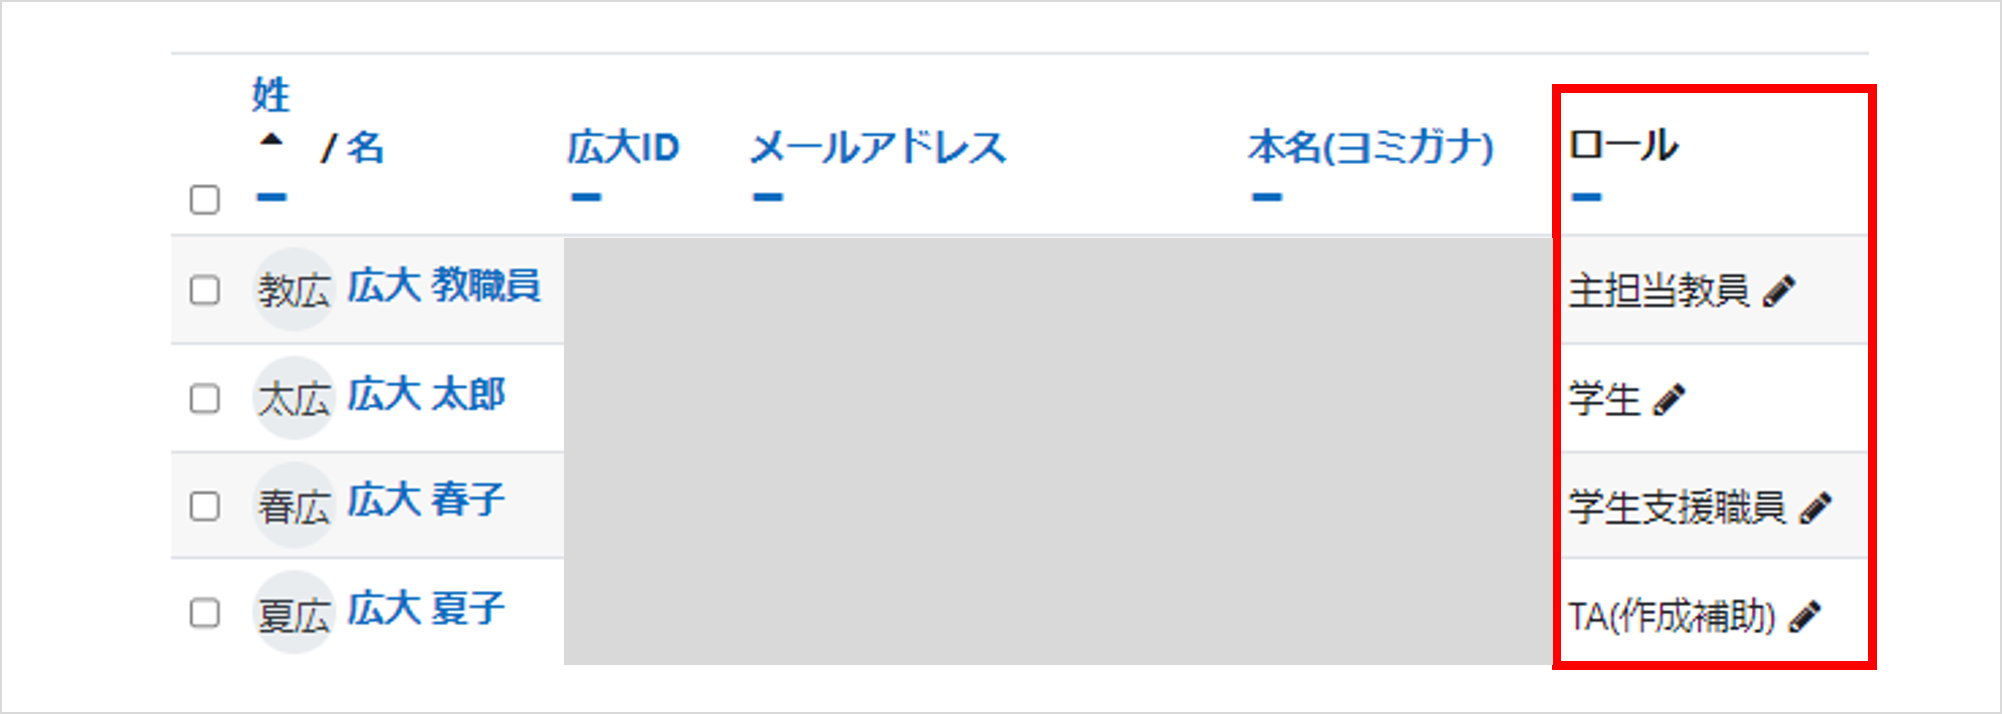 姓
/ 名
広大ID
メールアドレス
本名(ヨミガナ)
ロール
教広 広大 教職員
主担当教員
太広 広大 太郎
学生
春広 広大 春子
学生支援職員
夏広 広大 夏子
TA(作成補助)